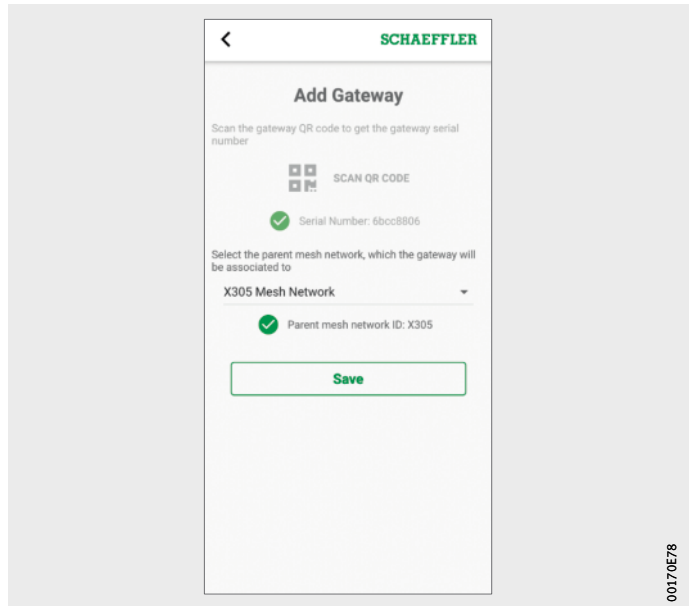 SCHAEFFLER
Add Gateway
Scan the gateway QR code to get the gateway serial
number
SCAN QR CODE
Serial Number: 6bcc8806
Select the parent mesh network, which the gateway will
be associated to
X305 Mesh Network
Parent mesh network ID: X305
Save
00170E78